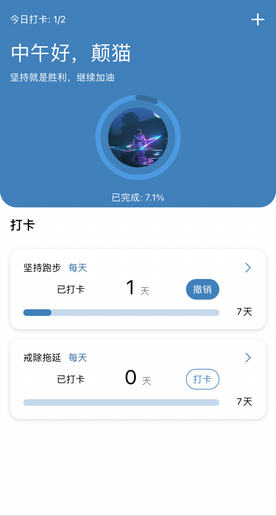 今日打卡: 1/2
中午好，颠猫
坚持就是胜利，继续加油
已完成: 7.1%
打卡
坚持跑步 每天
已打卡 1 天 撤销
7天
戒除拖延 每天
已打卡 0 天 打卡
7天